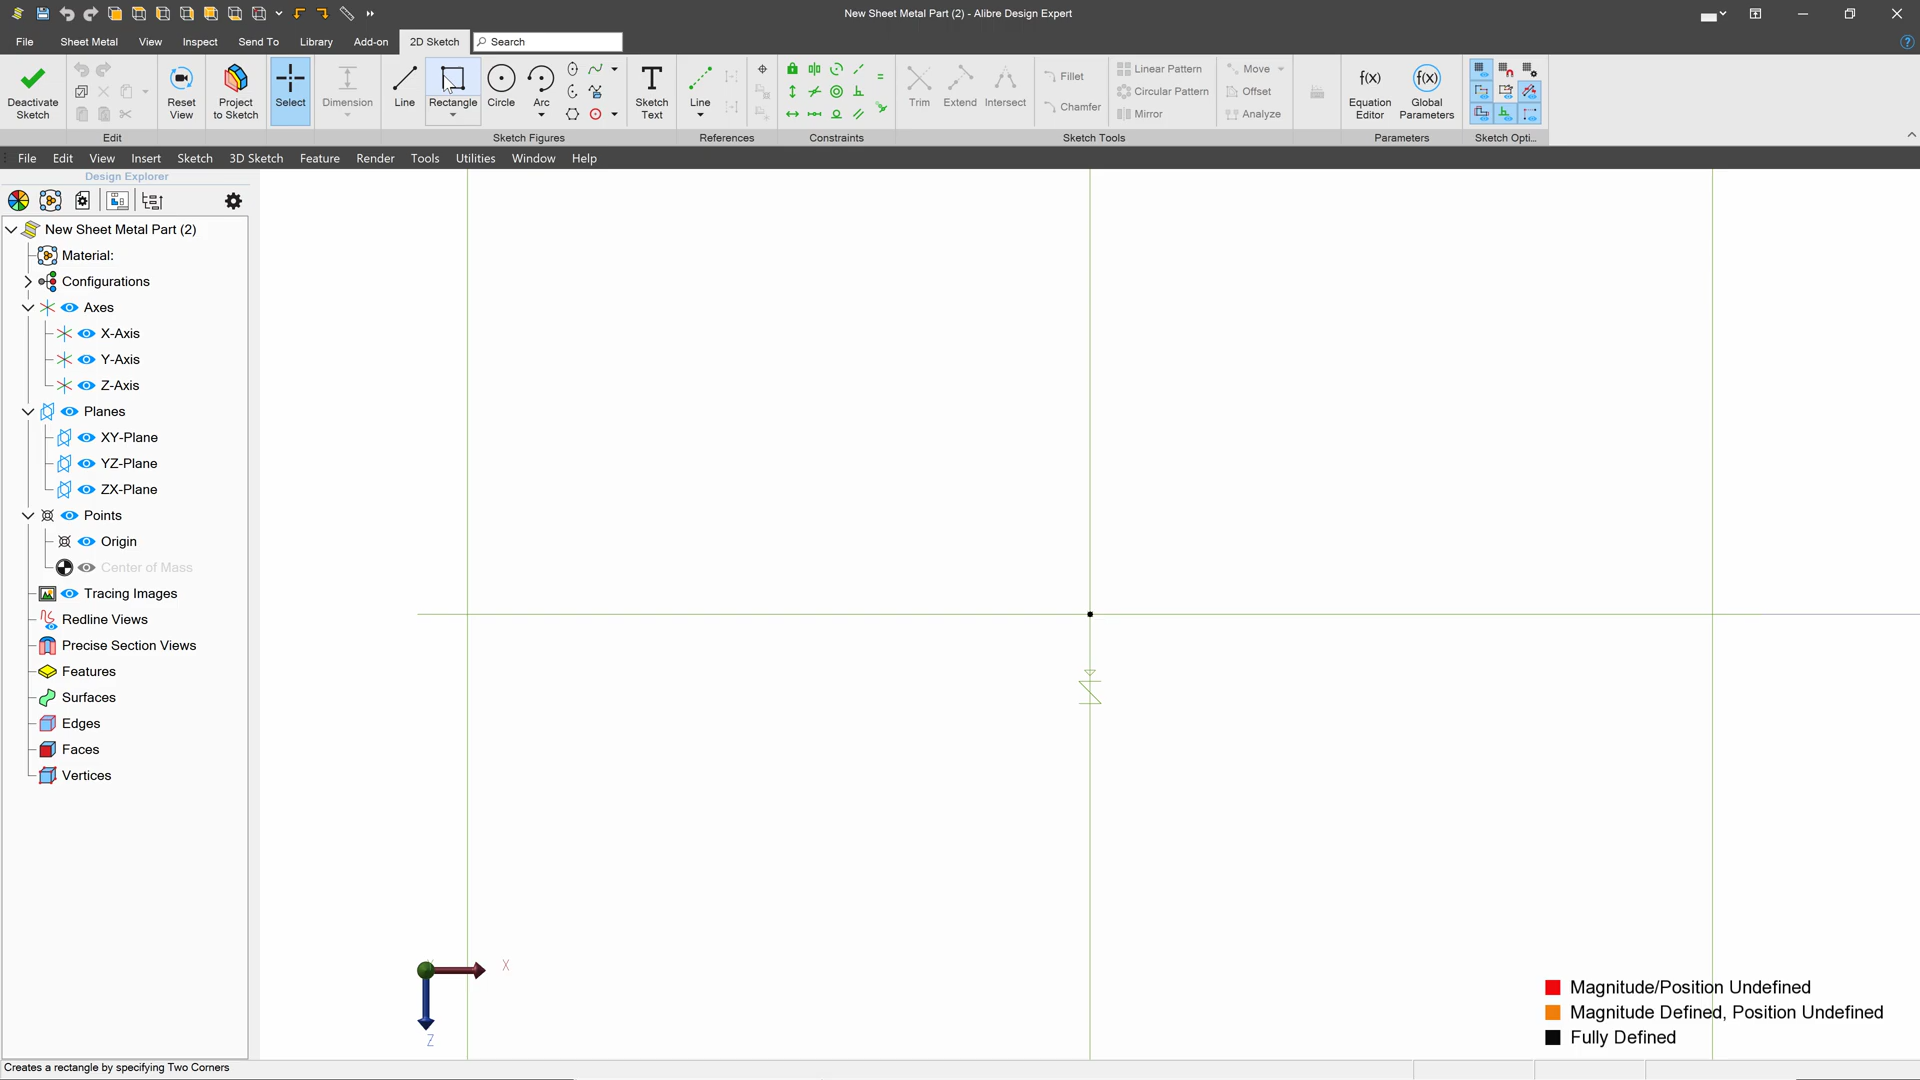 New Sheet Metal Part (2) - Alibre Design Expert
File Sheet Metal View Inspect Send To Library Add-on 2D Sketch Search
Deactivate Sketch
Reset View
Project to Sketch
Select
Dimension
Line
Rectangle
Circle
Arc
Sketch Text
Line
Trim
Extend
Intersect
Fillet
Chamfer
Linear Pattern
Circular Pattern
Mirror
Move
Offset
Analyze
f(x)
Equation Editor
f(x)
Global Parameters
Edit
Sketch Figures
References
Constraints
Sketch Tools
Parameters
Sketch Opti...
File Edit View Insert Sketch 3D Sketch Feature Render Tools Utilities Window Help
Design Explorer
New Sheet Metal Part (2)
Material:
Configurations
Axes
X-Axis
Y-Axis
Z-Axis
Planes
XY-Plane
YZ-Plane
ZX-Plane
Points
Origin
Center of Mass
Tracing Images
Redline Views
Precise Section Views
Features
Surfaces
Edges
Faces
Vertices
X
Z
Magnitude/Position Undefined
Magnitude Defined, Position Undefined
Fully Defined
Creates a rectangle by specifying Two Corners